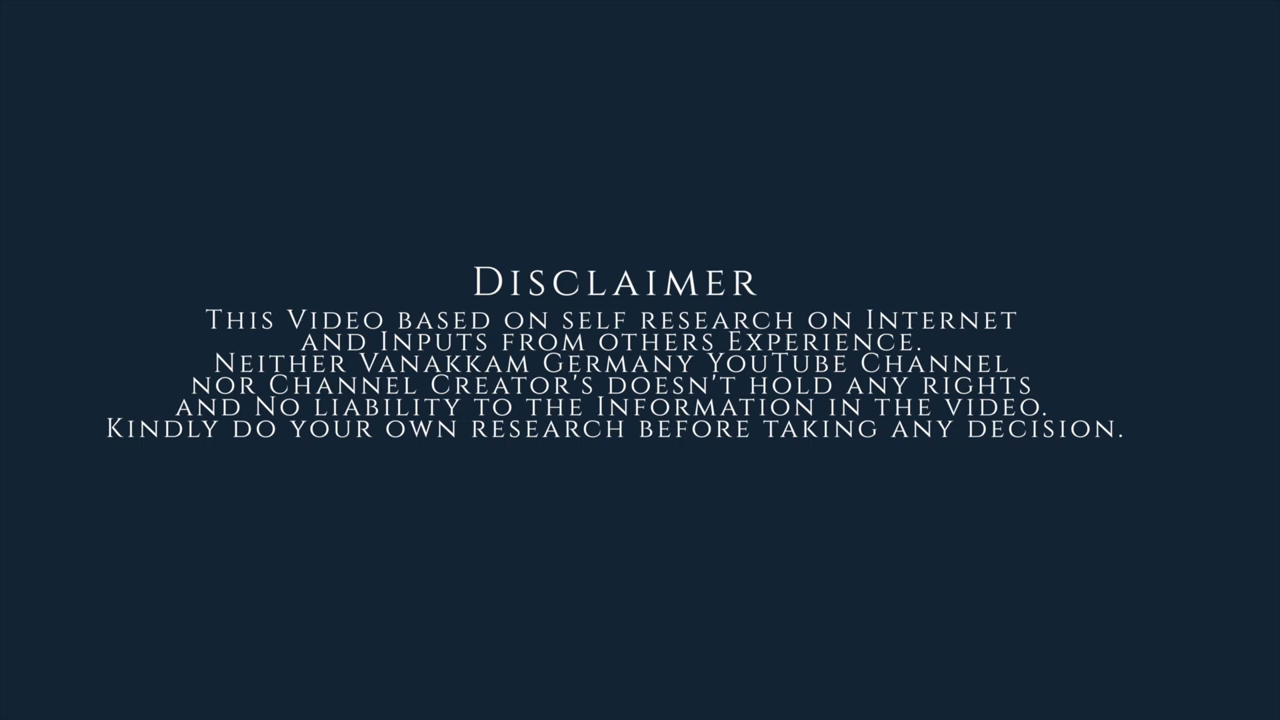 Disclaimer
This Video based on self research on Internet
and Inputs from others Experience.
Neither Vanakkam Germany YouTube Channel
nor Channel Creator's doesn't hold any rights
and No liability to the Information in the video.
Kindly do your own research before taking any decision.